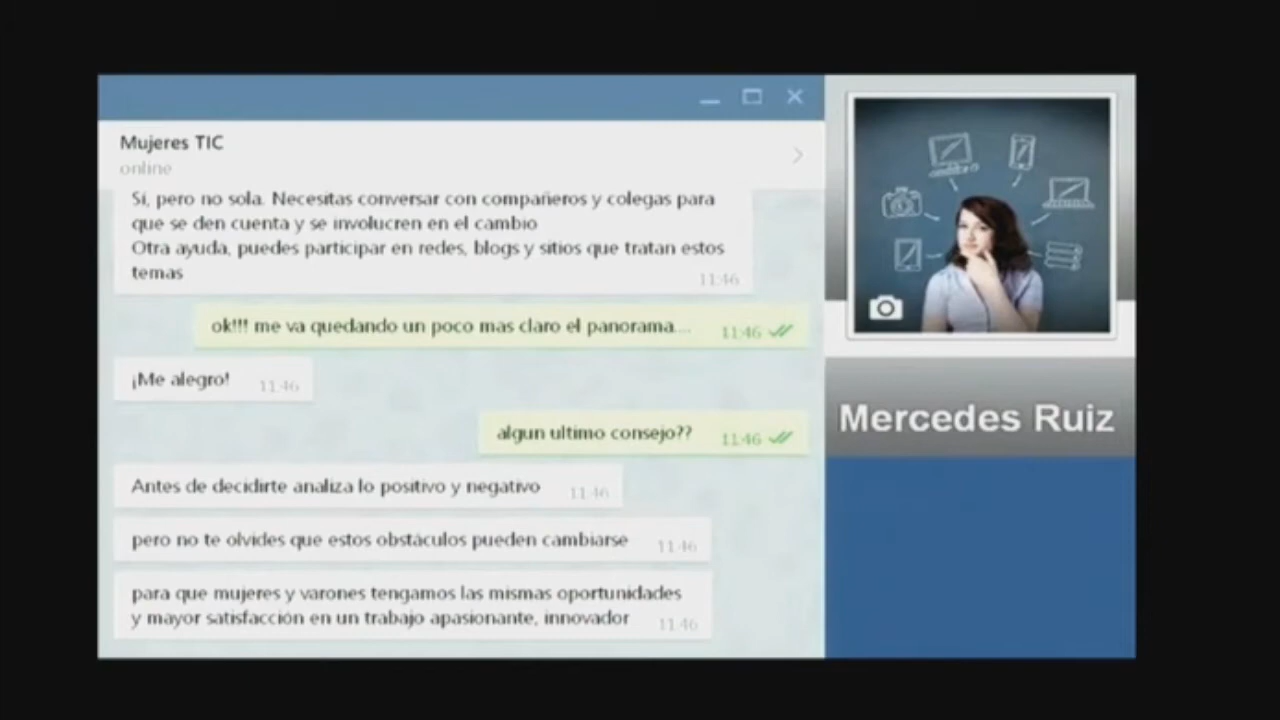 Mujeres TIC
online
Sí, pero no sola. Necesitas conversar con compañeros y colegas para
que se den cuenta y se involucren en el cambio
Otra ayuda, puedes participar en redes, blogs y sitios que tratan estos
temas
11:46
ok!!! me va quedando un poco mas claro el panorama...
11:46
¡Me alegro!
11:46
algun ultimo consejo??
11:46
Antes de decidirte analiza lo positivo y negativo
11:46
pero no te olvides que estos obstáculos pueden cambiarse
11:46
para que mujeres y varones tengamos las mismas oportunidades
y mayor satisfacción en un trabajo apasionante, innovador
11:46
Mercedes Ruiz